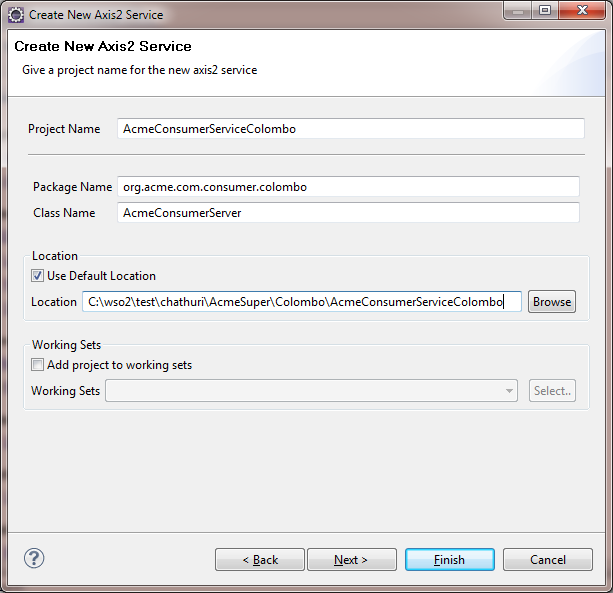 Create New Axis2 Service
Create New Axis2 Service
Give a project name for the new axis2 service
Project Name AcmeConsumerServiceColombo
Package Name org.acme.com.consumer.colombo
Class Name AcmeConsumerServer
Location
Use Default Location
Location C:\wso2\test\chathuri\AcmeSuper\Colombo\AcmeConsumerServiceColombo Browse
Working Sets
Add project to working sets
Working Sets Select..
? < Back Next > Finish Cancel